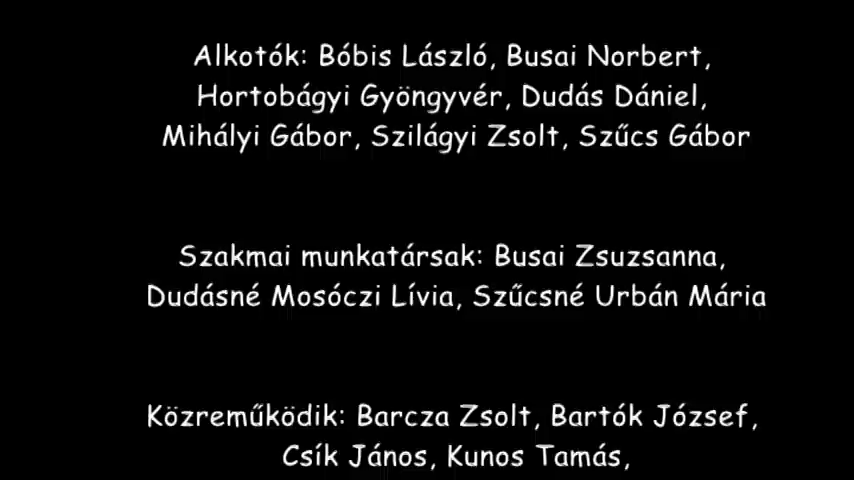 Alkotók: Bóbis László, Busai Norbert,
Hortobágyi Gyöngyvér, Dudás Dániel,
Mihályi Gábor, Szilágyi Zsolt, Szűcs Gábor
Szakmai munkatársak: Busai Zsuzsanna,
Dudásné Mosóczi Lívia, Szűcsné Urbán Mária
Közreműködik: Barcza Zsolt, Bartók József,
Csík János, Kunos Tamás,